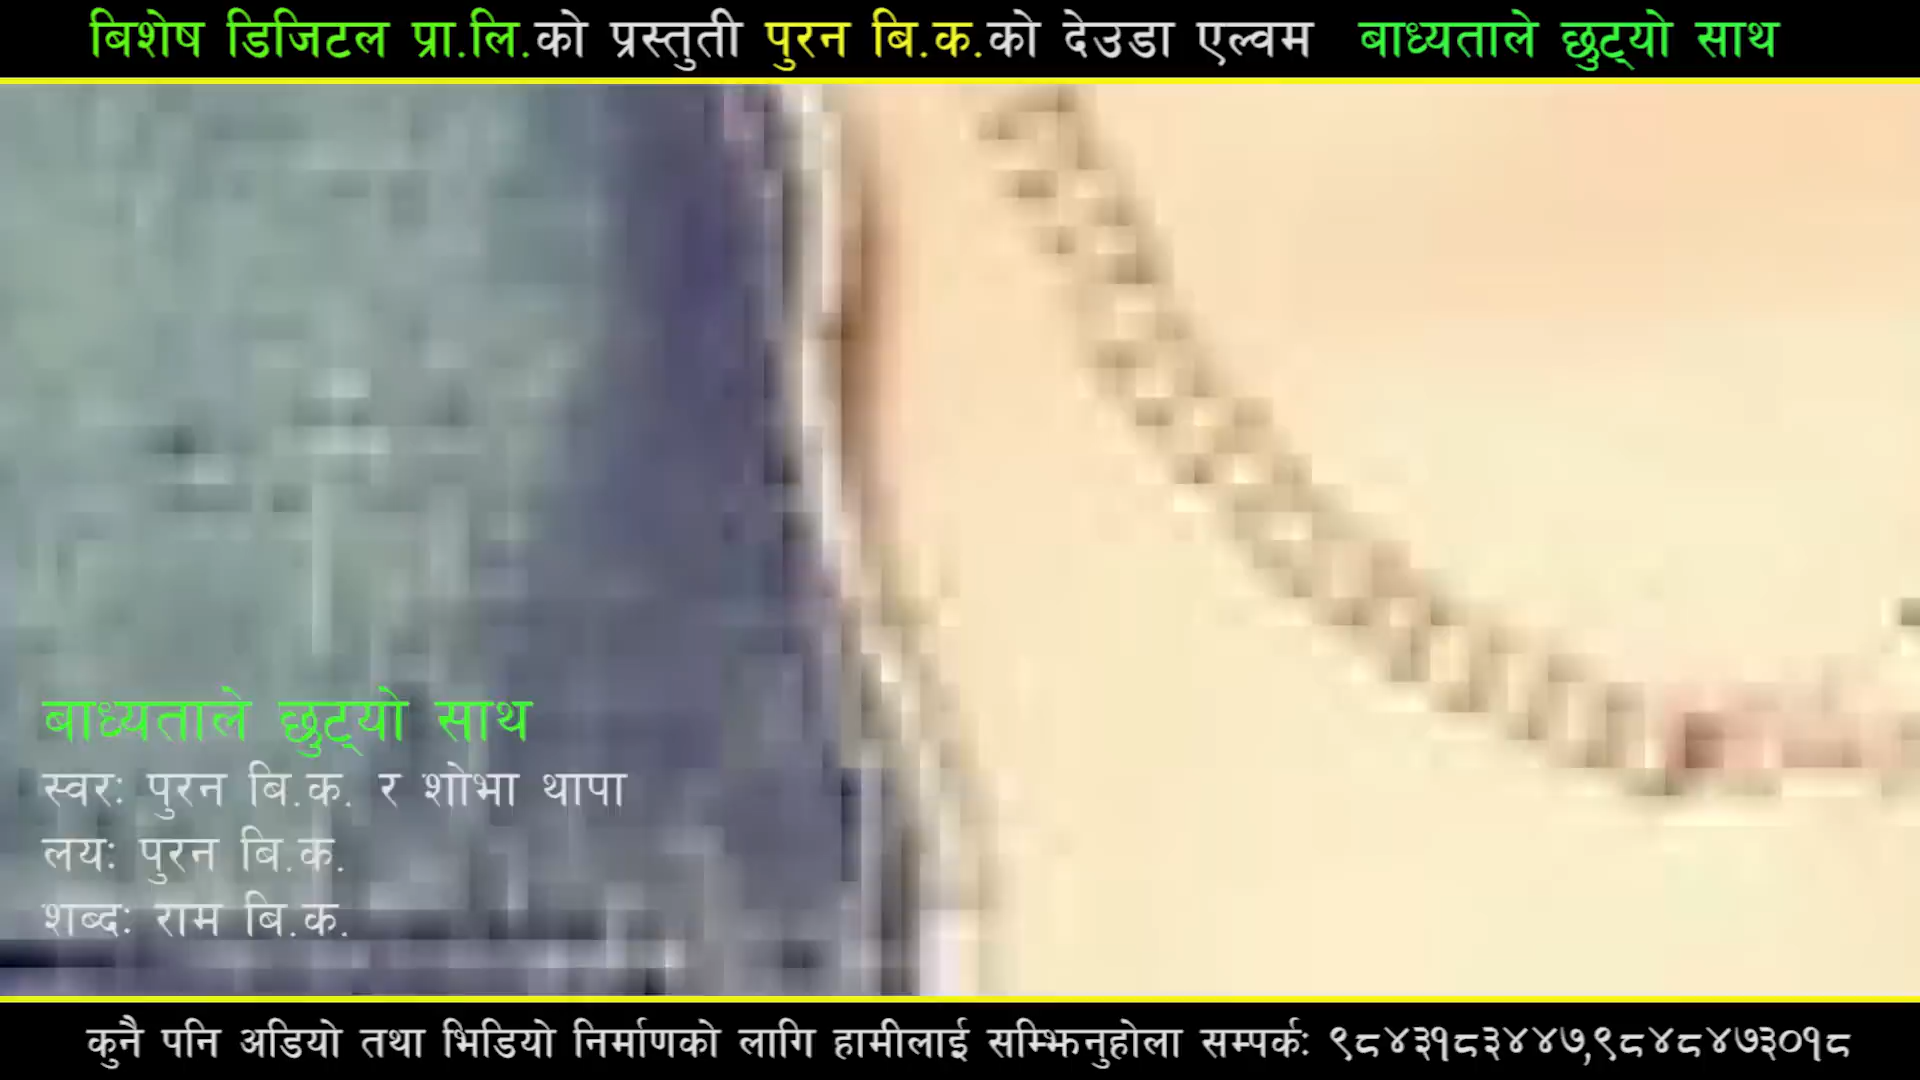 बिशेष डिजिटल प्रा.लि.को प्रस्तुती पुरन बि.क.को देउडा एल्वम बाध्यताले छुट्यो साथ
बाध्यताले छुट्यो साथ
स्वरः पुरन बि.क. र शोभा थापा
लयः पुरन बि.क.
शब्दः राम बि.क.
कुनै पनि अडियो तथा भिडियो निर्माणको लागि हामीलाई सम्झिनुहोला सम्पर्कः ९८४३१८३४४७,९८४८४७३०१८